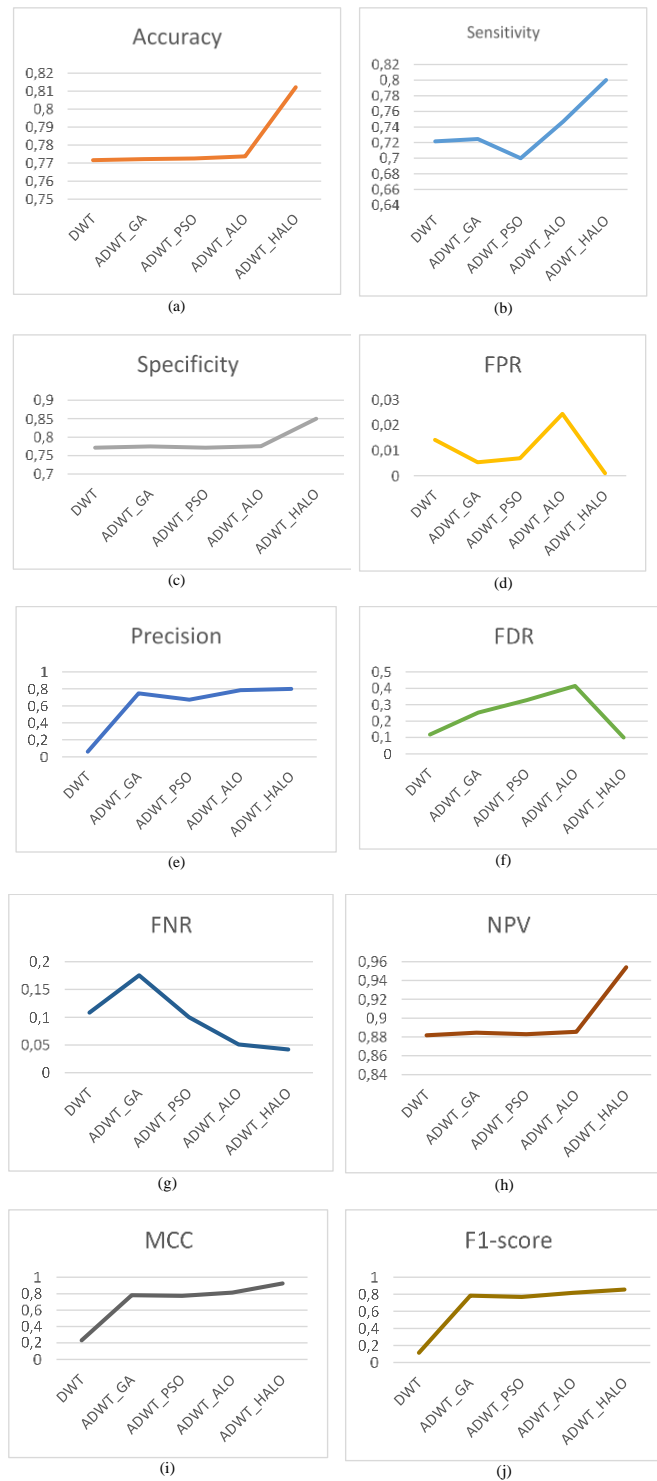 Accuracy
0,82
0,81
0,8
0,79
0,78
0,77
0,76
0,75
DWT
ADWT_GA
ADWT_PSO
ADWT_ALO
ADWT_HALO
(a)
Sensitivity
0,82
0,8
0,78
0,76
0,74
0,72
0,7
0,68
0,66
0,64
DWT
ADWT_GA
ADWT_PSO
ADWT_ALO
ADWT_HALO
(b)
Specificity
0,9
0,85
0,8
0,75
0,7
DWT
ADWT_GA
ADWT_PSO
ADWT_ALO
ADWT_HALO
(c)
FPR
0,03
0,02
0,01
0
DWT
ADWT_GA
ADWT_PSO
ADWT_ALO
ADWT_HALO
(d)
Precision
1
0,8
0,6
0,4
0,2
0
DWT
ADWT_GA
ADWT_PSO
ADWT_ALO
ADWT_HALO
(e)
FDR
0,5
0,4
0,3
0,2
0,1
0
DWT
ADWT_GA
ADWT_PSO
ADWT_ALO
ADWT_HALO
(f)
FNR
0,2
0,15
0,1
0,05
0
DWT
ADWT_GA
ADWT_PSO
ADWT_ALO
ADWT_HALO
(g)
NPV
0,96
0,94
0,92
0,9
0,88
0,86
0,84
DWT
ADWT_GA
ADWT_PSO
ADWT_ALO
ADWT_HALO
(h)
MCC
1
0,8
0,6
0,4
0,2
0
DWT
ADWT_GA
ADWT_PSO
ADWT_ALO
ADWT_HALO
(i)
F1-score
1
0,8
0,6
0,4
0,2
0
DWT
ADWT_GA
ADWT_PSO
ADWT_ALO
ADWT_HALO
(j)